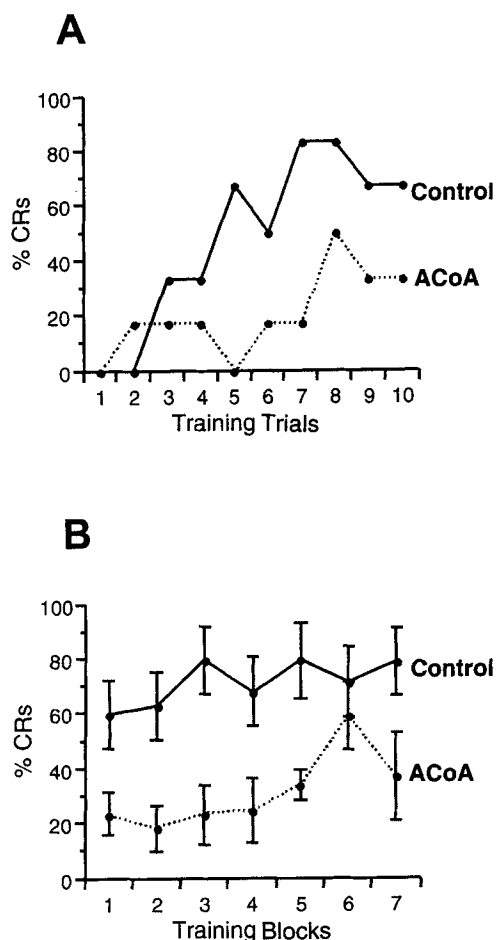 A
100
80
60
40
20
0
% CRs
Control
ACoA
1 2 3 4 5 6 7 8 9 10
Training Trials
B
100
80
60
40
20
0
% CRs
Control
ACoA
1 2 3 4 5 6 7
Training Blocks